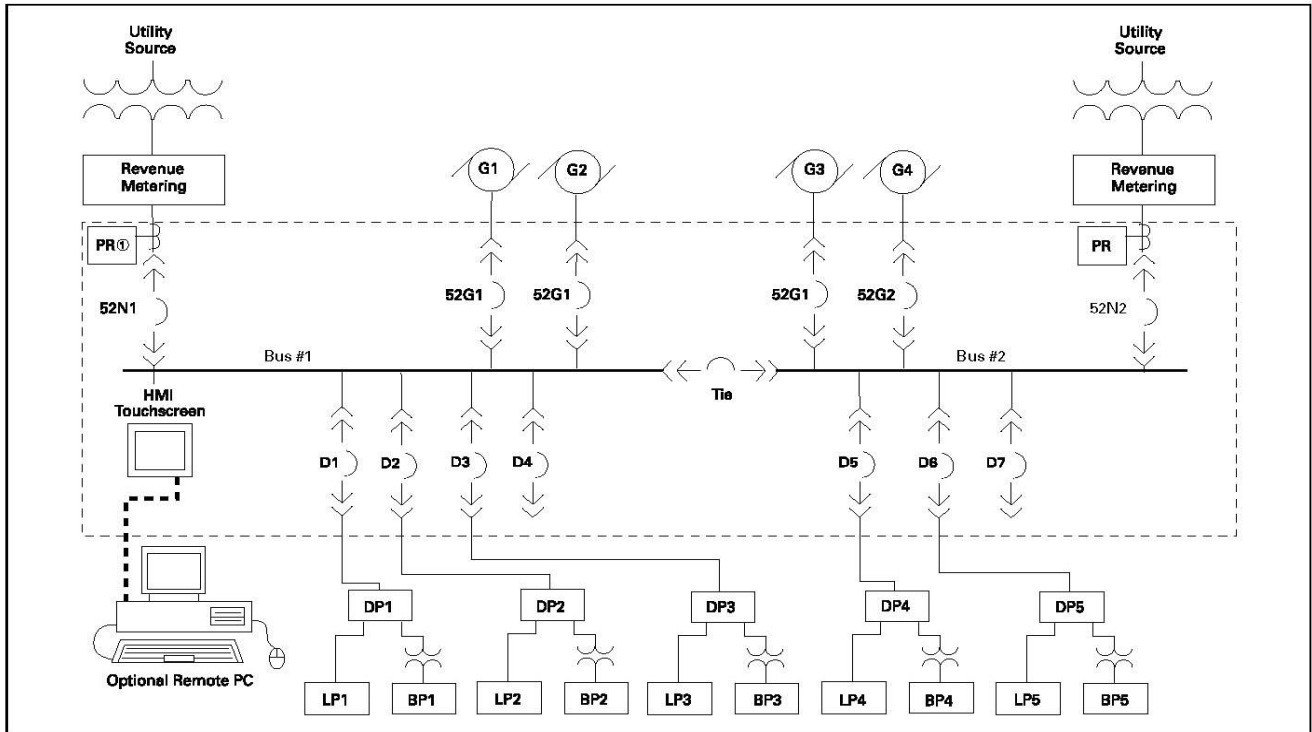 Utility
Source
Utility
Source
Revenue
Metering
G1
G2
G3
G4
Revenue
Metering
PR①
PR
52N1
52G1
52G1
52G1
52G2
52N2
Bus #1
Bus #2
Tie
HMI
Touchscreen
D1
D2
D3
D4
D5
D6
D7
DP1
DP2
DP3
DP4
DP5
Optional Remote PC
LP1
BP1
LP2
BP2
LP3
BP3
LP4
BP4
LP5
BP5